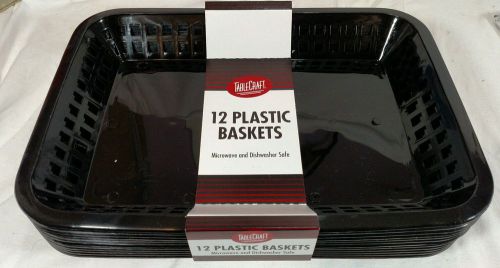 TABLECRAFT
12 PLASTIC
BASKETS
Microwave and Dishwasher Safe
TABLECRAFT
12 PLASTIC BASKETS
Microwave and Dishwasher Safe